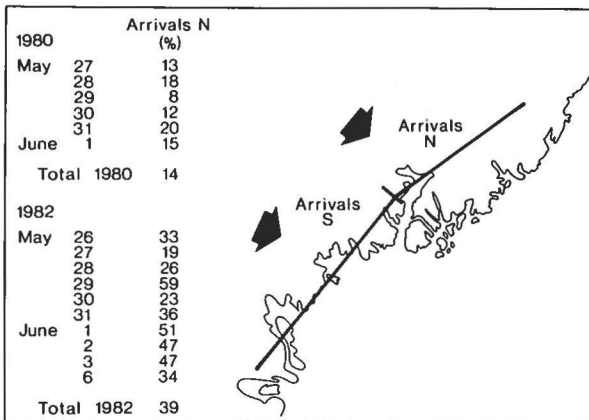 Arrivals N
1980 (%)
May 27 13
28 18
29 8
30 12
31 20
June 1 15
Total 1980 14
1982
May 26 33
27 19
28 26
29 59
30 23
31 36
June 1 51
2 47
3 47
6 34
Total 1982 39
Arrivals
N
Arrivals
S